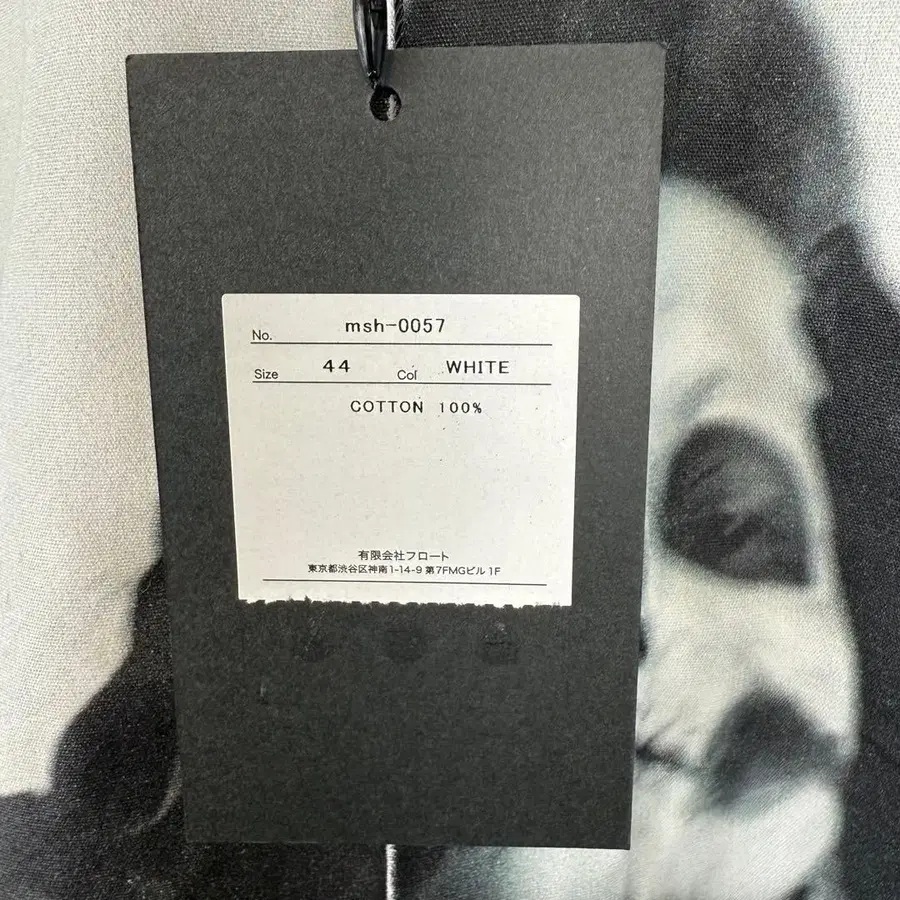 No. msh-0057
Size 44 Col WHITE
COTTON 100%
有限会社フロート
東京都渋谷区神南1-14-9 第7FMGビル 1F